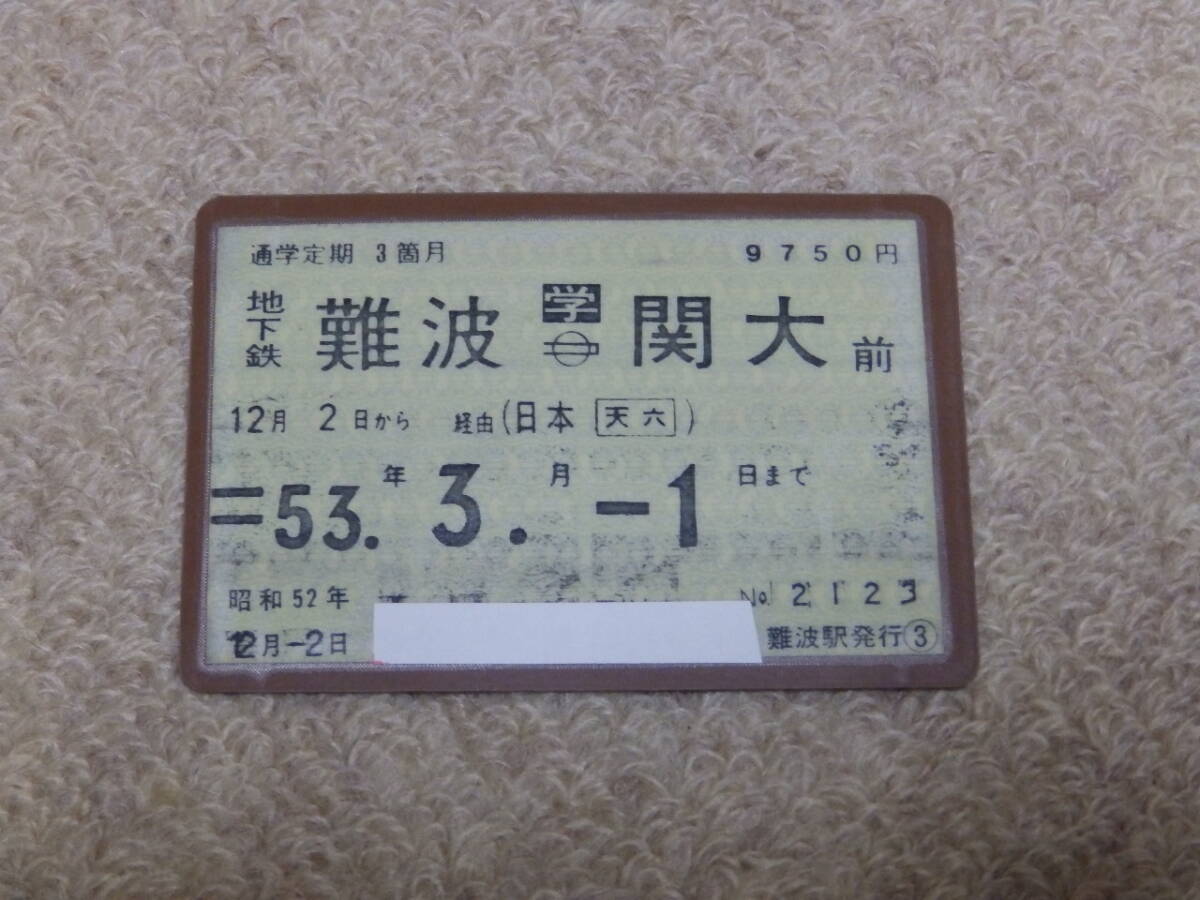 通学定期 3箇月 9750円
地下鉄 難波 学 関大前
12月 2日から 経由(日本 天六)
=53.年 3.月 -1 日まで
昭和52年 No. 2123
12月-2日 難波駅発行③